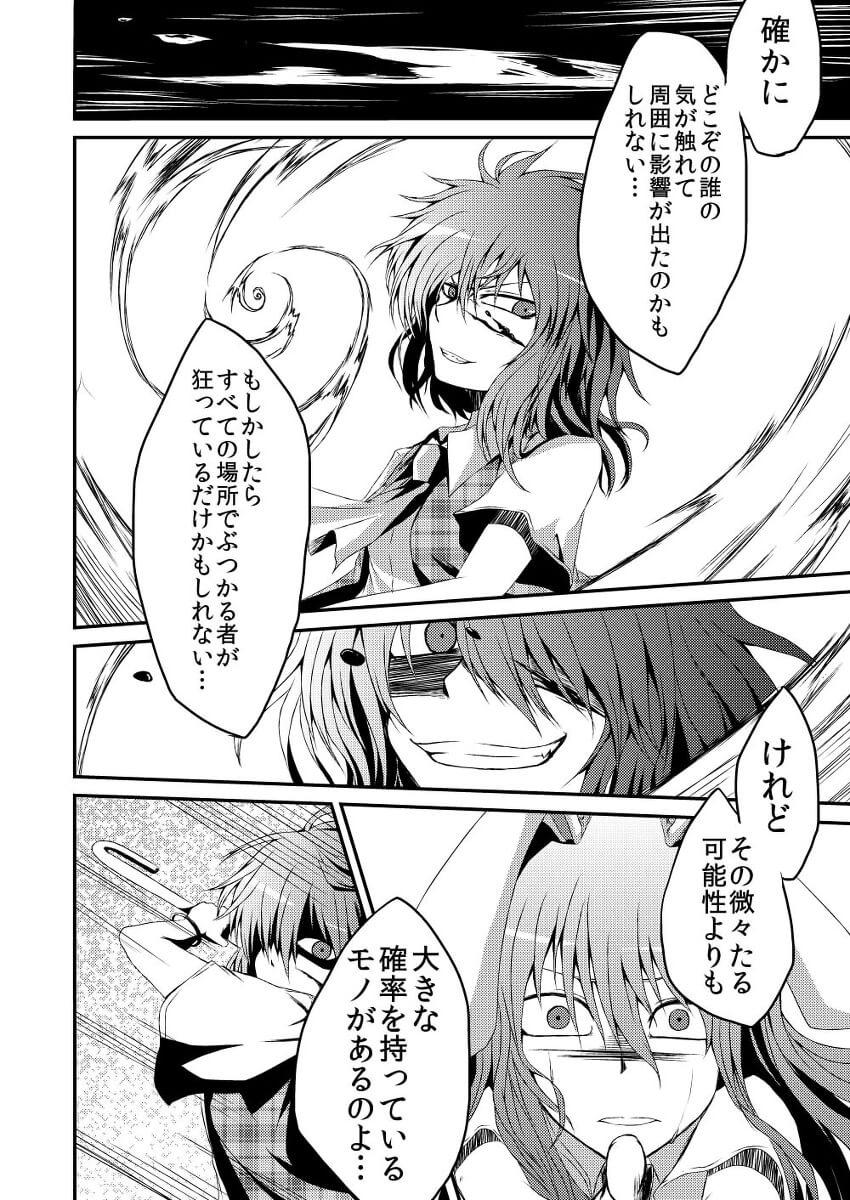 確かに
どこぞの誰の
気が触れて
周囲に影響が出たのかも
しれない…
もしかしたら
すべての場所でぶつかる者が
狂っているだけかもしれない…
けれど
その微々たる
可能性よりも
大きな
確率を持っている
モノがあるのよ…